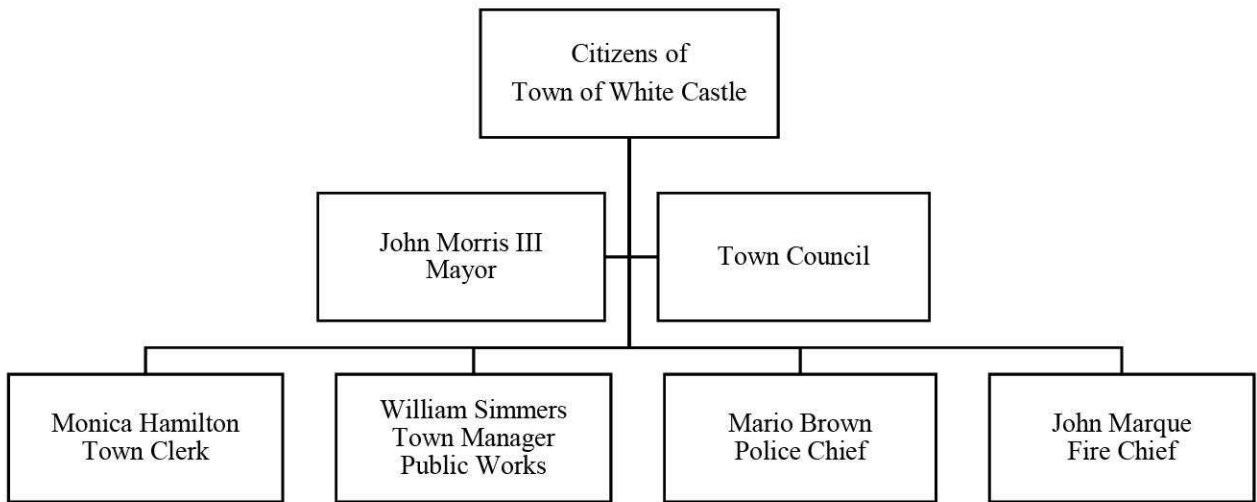 Citizens of
Town of White Castle
John Morris III
Mayor
Town Council
Monica Hamilton
Town Clerk
William Simmers
Town Manager
Public Works
Mario Brown
Police Chief
John Marque
Fire Chief